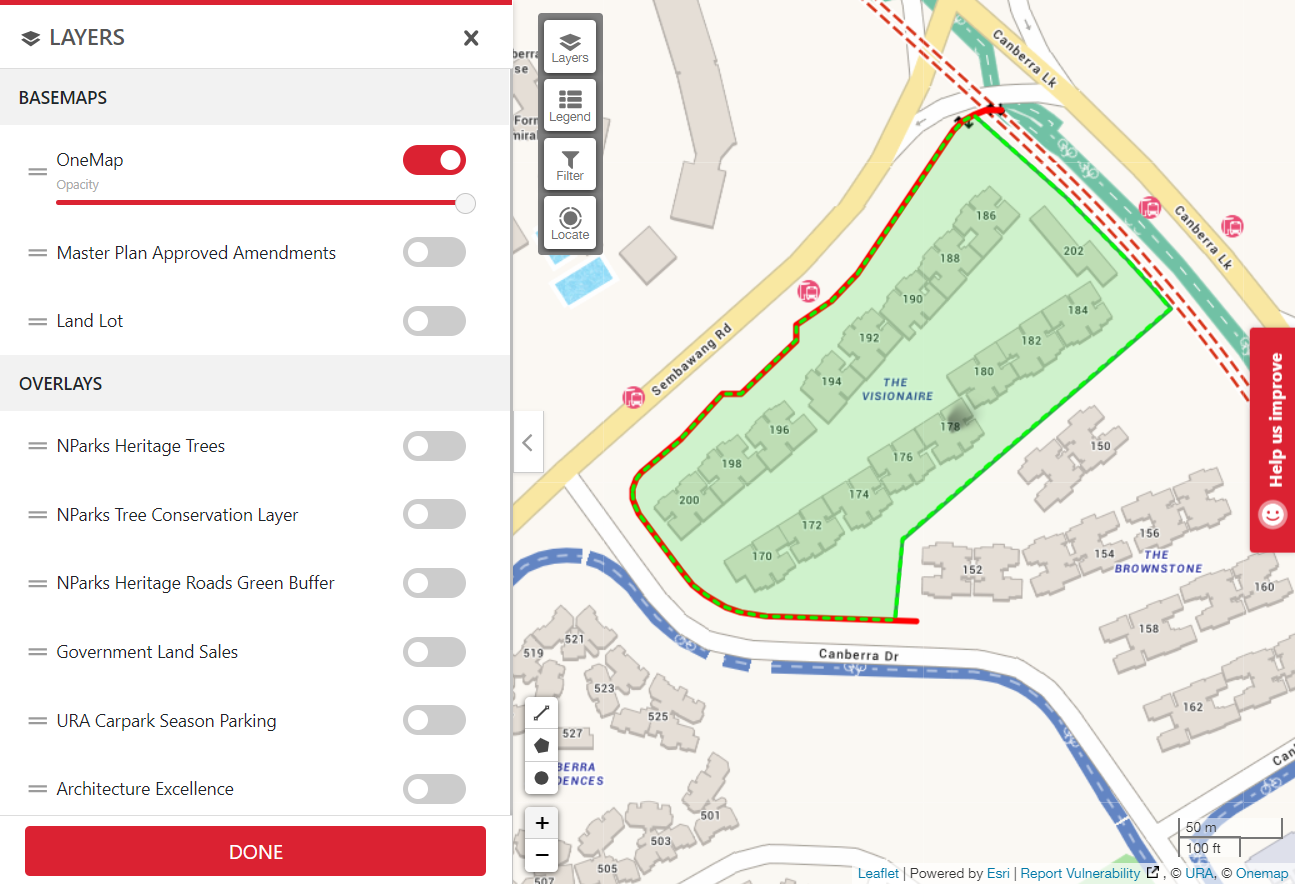 LAYERS
BASEMAPS
OneMap
Opacity
Master Plan Approved Amendments
Land Lot
OVERLAYS
NParks Heritage Trees
NParks Tree Conservation Layer
NParks Heritage Roads Green Buffer
Government Land Sales
URA Carpark Season Parking
Architecture Excellence
DONE
Layers
Legend
Filter
Locate
Canberra Lk
Canberra Lk
Sembawang Rd
186
188
202
190
184
192
182
194
180
THE
VISIONAIRE
196
178
198
176
200
174
172
170
150
156
154
THE
BROWNSTONE
152
160
158
162
Canberra Dr
521
519
523
525
527
BERRA
DENCES
501
503
505
507
Help us improve
+
−
50 m
100 ft
Leaflet | Powered by Esri | Report Vulnerability , © URA, © Onemap